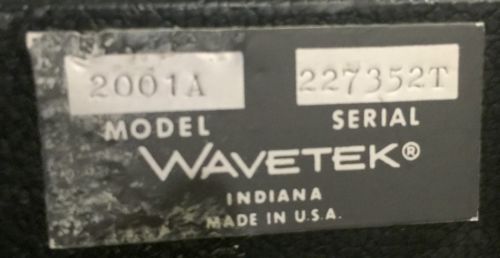 2001A 227352T
MODEL SERIAL
WAVETEK®
INDIANA
MADE IN U.S.A.